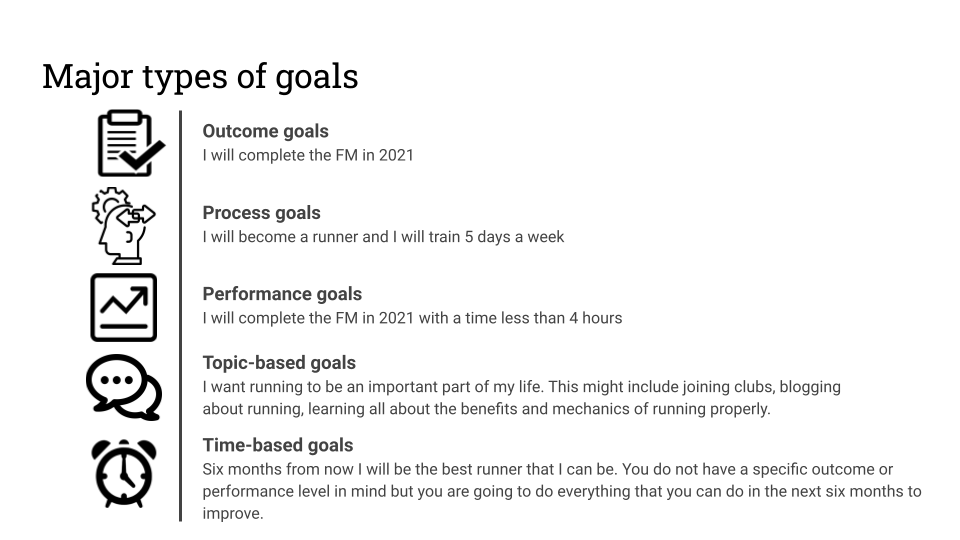 Major types of goals
Outcome goals
I will complete the FM in 2021
Process goals
I will become a runner and I will train 5 days a week
Performance goals
I will complete the FM in 2021 with a time less than 4 hours
Topic-based goals
I want running to be an important part of my life. This might include joining clubs, blogging
about running, learning all about the benefits and mechanics of running properly.
Time-based goals
Six months from now I will be the best runner that I can be. You do not have a specific outcome or
performance level in mind but you are going to do everything that you can do in the next six months to
improve.